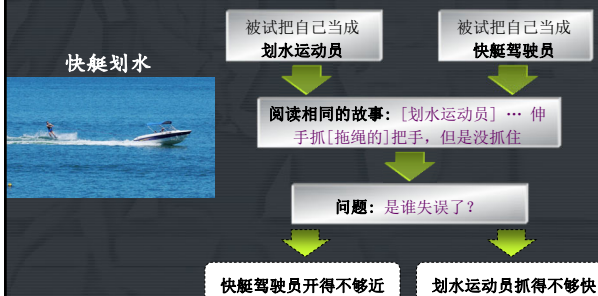 快艇划水
被试把自己当成
划水运动员
被试把自己当成
快艇驾驶员
阅读相同的故事：[划水运动员] … 伸
手抓[拖绳的]把手，但是没抓住
问题：是谁失误了？
快艇驾驶员开得不够近
划水运动员抓得不够快